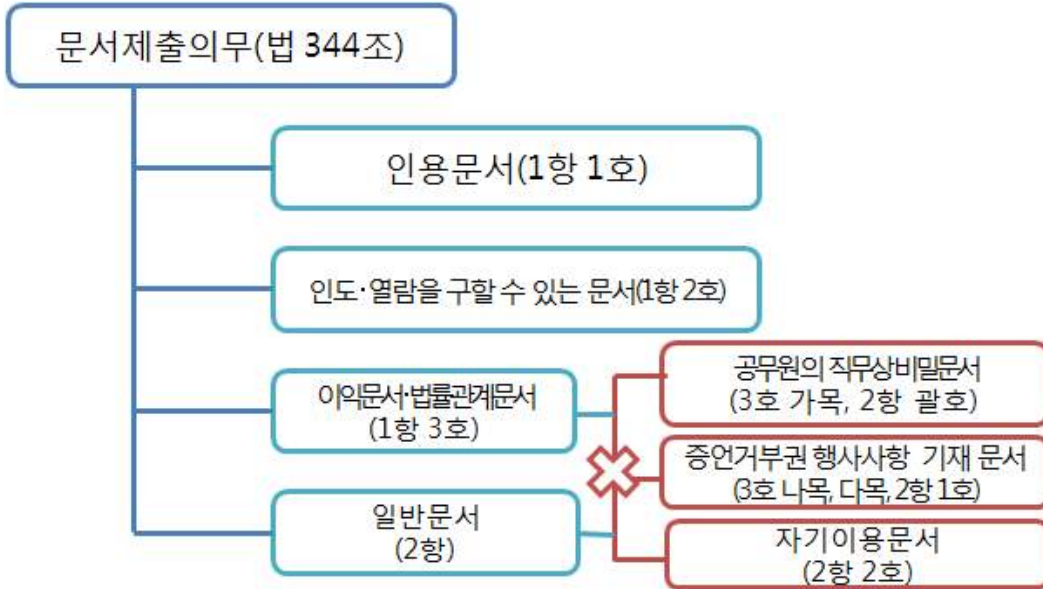 문서제출의무(법 344조)
인용문서(1항 1호)
인도·열람을 구할 수 있는 문서(1항 2호)
이익문서·법률관계문서
(1항 3호)
일반문서
(2항)
공무원의 직무상비밀문서
(3호 가목, 2항 괄호)
증언거부권 행사사항 기재 문서
(3호 나목, 다목, 2항 1호)
자기이용문서
(2항 2호)